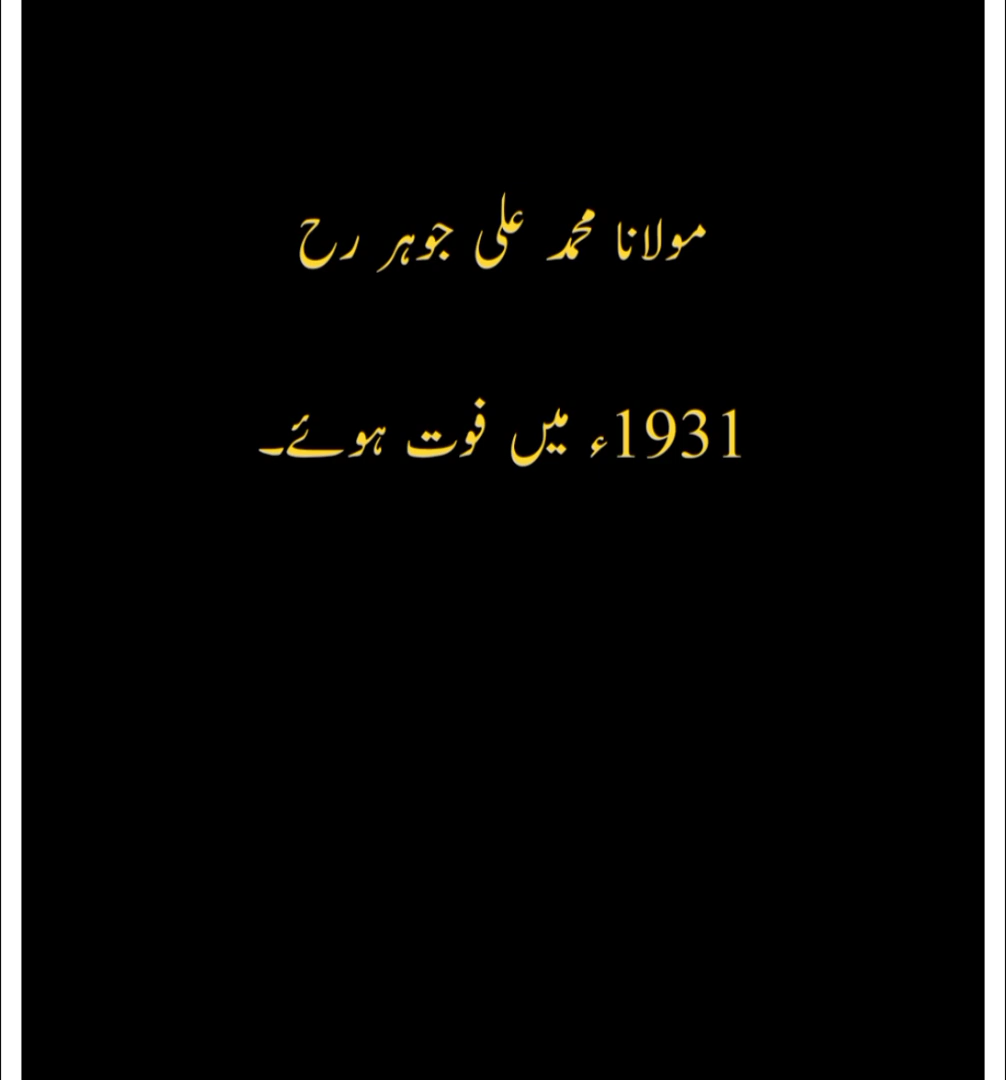 مولانا محمد علی جوہر رح
1931ء میں فوت ہوئے۔